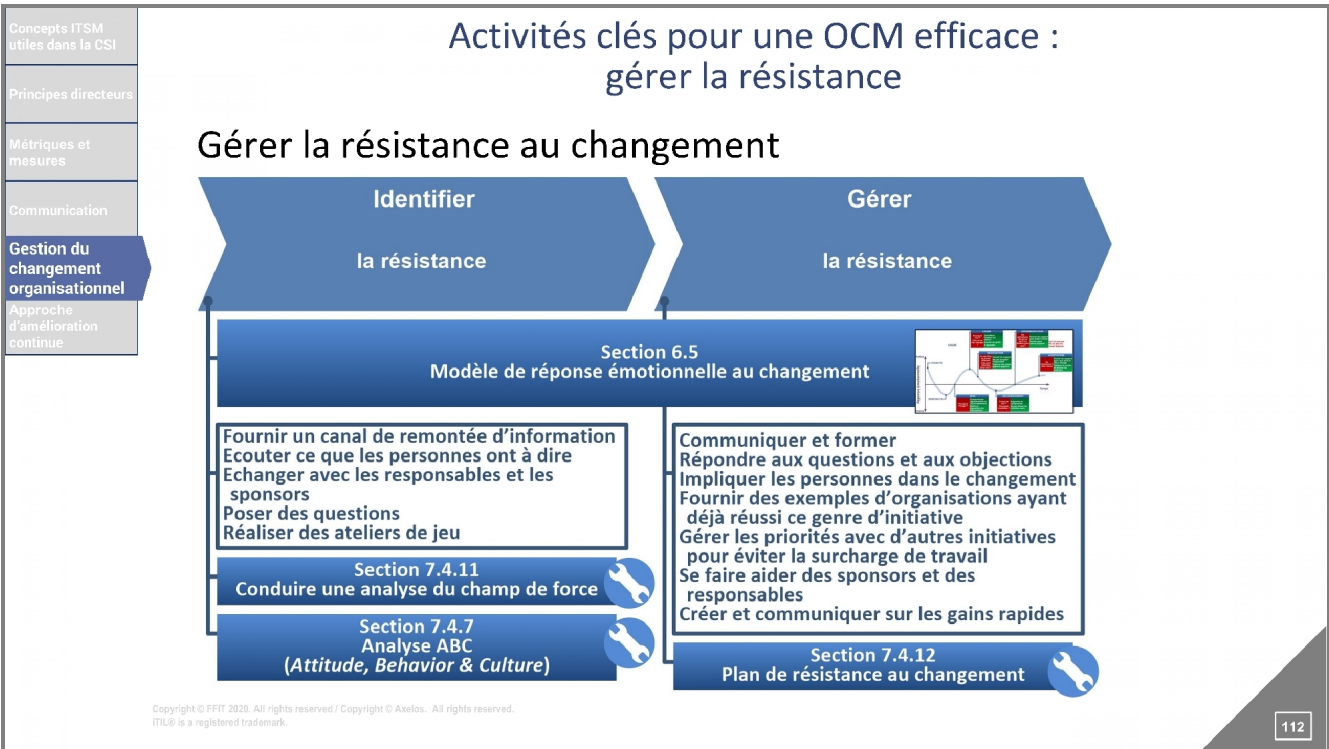 Concepts ITSM
utiles dans la CSI
Principes directeurs
Métriques et
mesures
Communication
Gestion du
changement
organisationnel
Approche
d'amélioration
continue
Activités clés pour une OCM efficace :
gérer la résistance
Gérer la résistance au changement
Identifier
la résistance
Gérer
la résistance
Section 6.5
Modèle de réponse émotionnelle au changement
Fournir un canal de remontée d'information
Ecouter ce que les personnes ont à dire
Echanger avec les responsables et les
sponsors
Poser des questions
Réaliser des ateliers de jeu
Section 7.4.11
Conduire une analyse du champ de force
Section 7.4.7
Analyse ABC
(Attitude, Behavior & Culture)
Communiquer et former
Répondre aux questions et aux objections
Impliquer les personnes dans le changement
Fournir des exemples d'organisations ayant
déjà réussi ce genre d'initiative
Gérer les priorités avec d'autres initiatives
pour éviter la surcharge de travail
Se faire aider des sponsors et des
responsables
Créer et communiquer sur les gains rapides
Section 7.4.12
Plan de résistance au changement
Copyright © FFIT 2020. All rights reserved / Copyright © Axelos. All rights reserved.
ITIL® is a registered trademark.
112